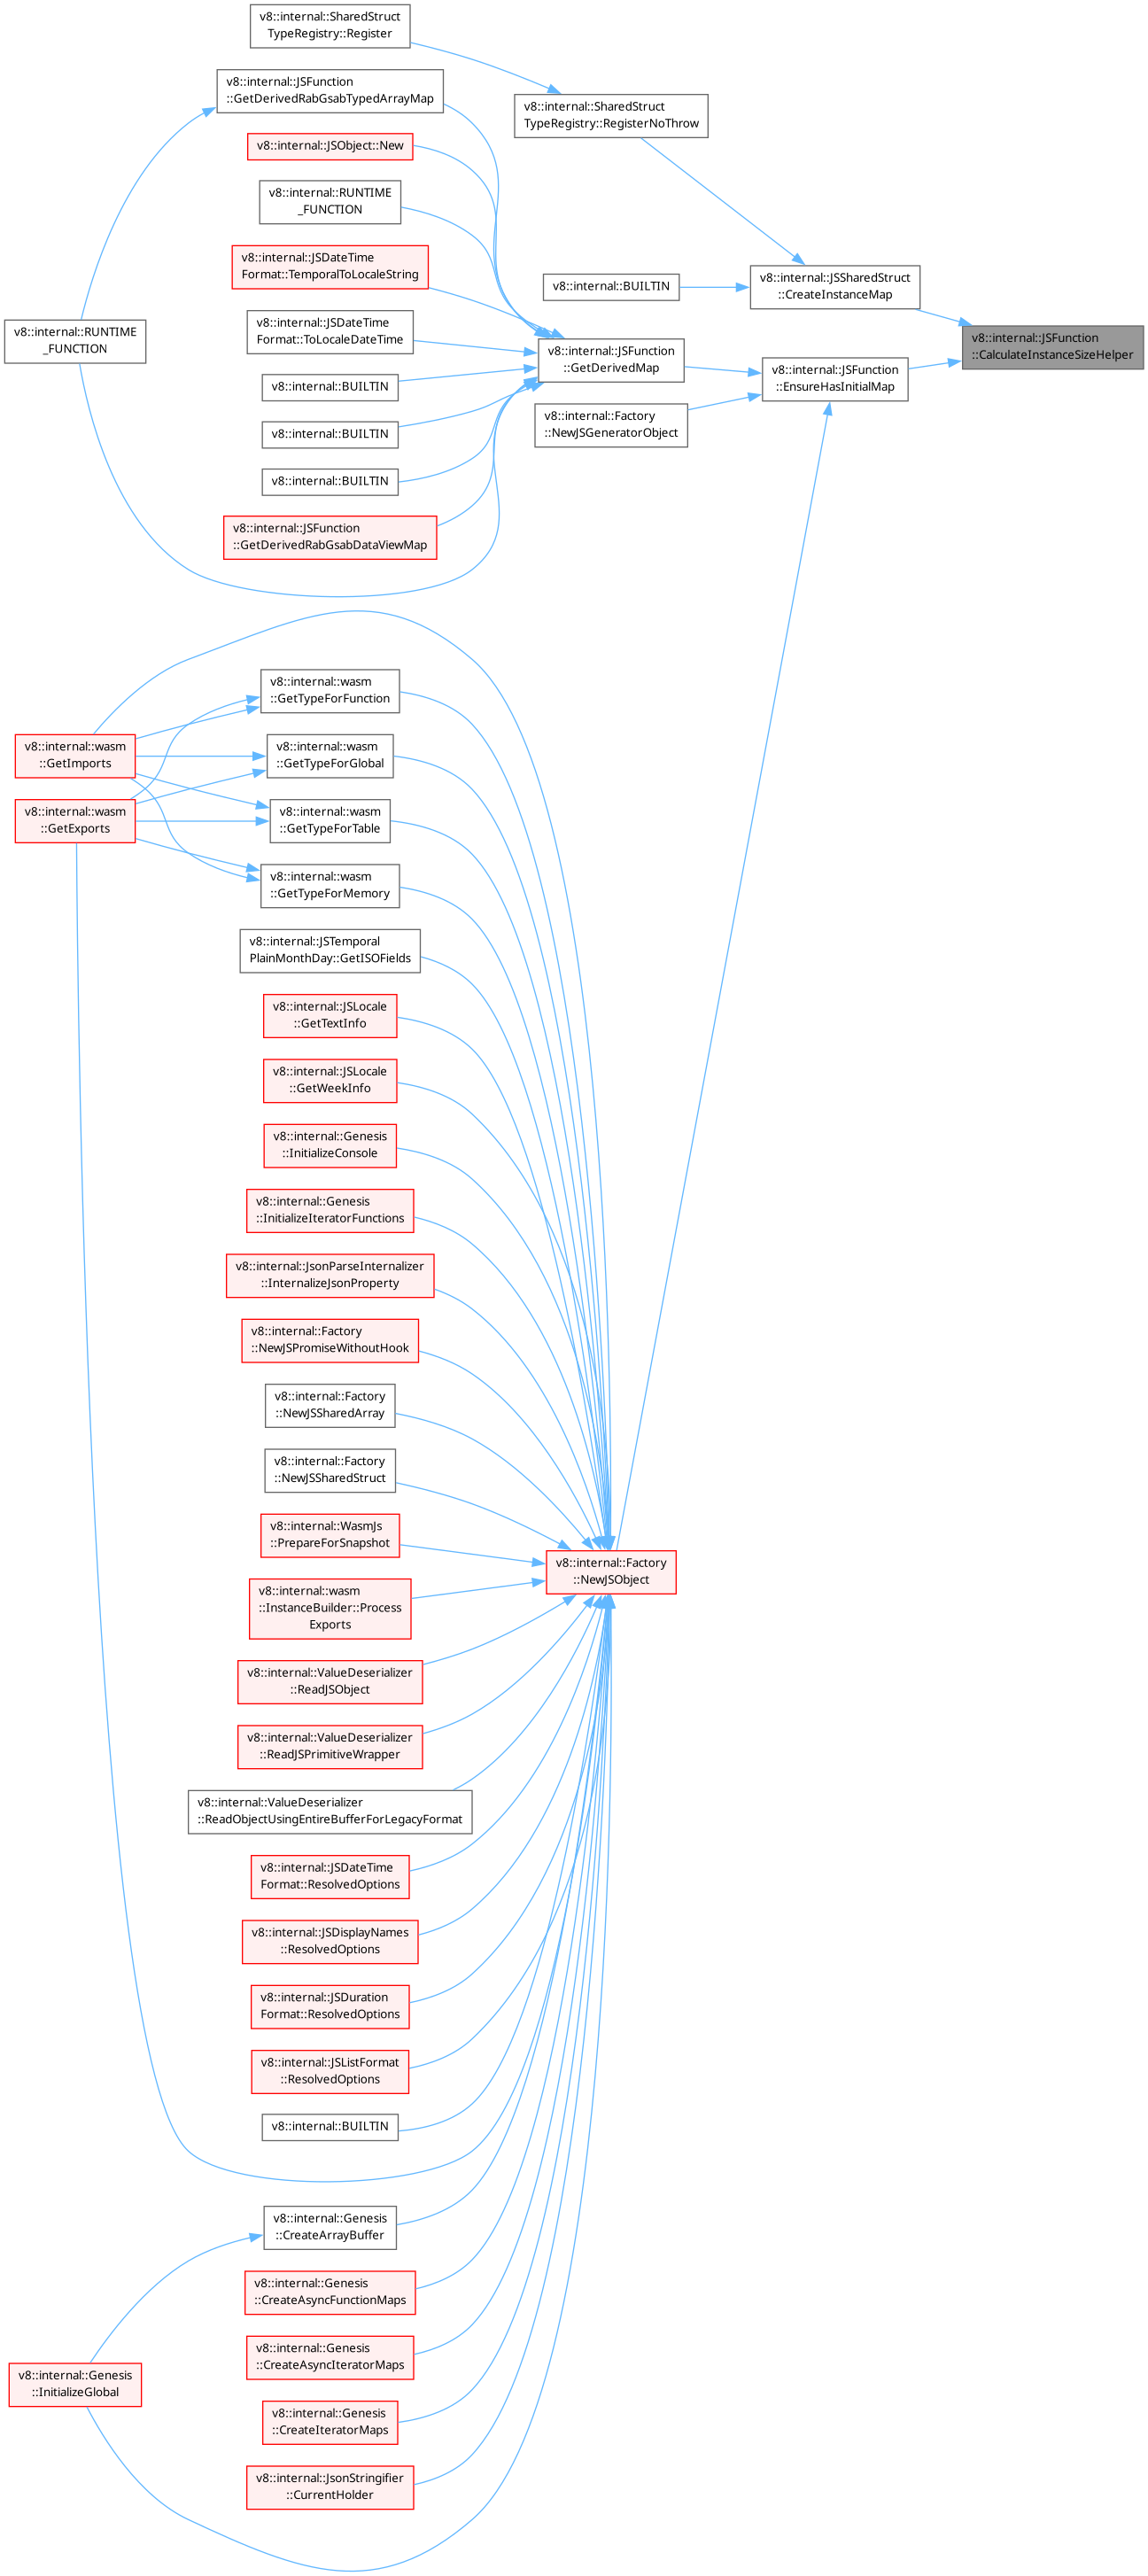 v8::internal::SharedStruct
TypeRegistry::Register
v8::internal::JSFunction
::GetDerivedRabGsabTypedArrayMap
v8::internal::SharedStruct
TypeRegistry::RegisterNoThrow
v8::internal::JSObject::New
v8::internal::RUNTIME
_FUNCTION
v8::internal::JSDateTime
Format::TemporalToLocaleString
v8::internal::JSSharedStruct
::CreateInstanceMap
v8::internal::BUILTIN
v8::internal::JSDateTime
Format::ToLocaleDateTime
v8::internal::RUNTIME
_FUNCTION
v8::internal::JSFunction
::CalculateInstanceSizeHelper
v8::internal::JSFunction
::GetDerivedMap
v8::internal::JSFunction
::EnsureHasInitialMap
v8::internal::BUILTIN
v8::internal::Factory
::NewJSGeneratorObject
v8::internal::BUILTIN
v8::internal::BUILTIN
v8::internal::JSFunction
::GetDerivedRabGsabDataViewMap
v8::internal::wasm
::GetTypeForFunction
v8::internal::wasm
::GetImports
v8::internal::wasm
::GetTypeForGlobal
v8::internal::wasm
::GetExports
v8::internal::wasm
::GetTypeForTable
v8::internal::wasm
::GetTypeForMemory
v8::internal::JSTemporal
PlainMonthDay::GetISOFields
v8::internal::JSLocale
::GetTextInfo
v8::internal::JSLocale
::GetWeekInfo
v8::internal::Genesis
::InitializeConsole
v8::internal::Genesis
::InitializeIteratorFunctions
v8::internal::JsonParseInternalizer
::InternalizeJsonProperty
v8::internal::Factory
::NewJSPromiseWithoutHook
v8::internal::Factory
::NewJSSharedArray
v8::internal::Factory
::NewJSSharedStruct
v8::internal::WasmJs
::PrepareForSnapshot
v8::internal::Factory
::NewJSObject
v8::internal::wasm
::InstanceBuilder::Process
Exports
v8::internal::ValueDeserializer
::ReadJSObject
v8::internal::ValueDeserializer
::ReadJSPrimitiveWrapper
v8::internal::ValueDeserializer
::ReadObjectUsingEntireBufferForLegacyFormat
v8::internal::JSDateTime
Format::ResolvedOptions
v8::internal::JSDisplayNames
::ResolvedOptions
v8::internal::JSDuration
Format::ResolvedOptions
v8::internal::JSListFormat
::ResolvedOptions
v8::internal::BUILTIN
v8::internal::Genesis
::CreateArrayBuffer
v8::internal::Genesis
::CreateAsyncFunctionMaps
v8::internal::Genesis
::CreateAsyncIteratorMaps
v8::internal::Genesis
::InitializeGlobal
v8::internal::Genesis
::CreateIteratorMaps
v8::internal::JsonStringifier
::CurrentHolder